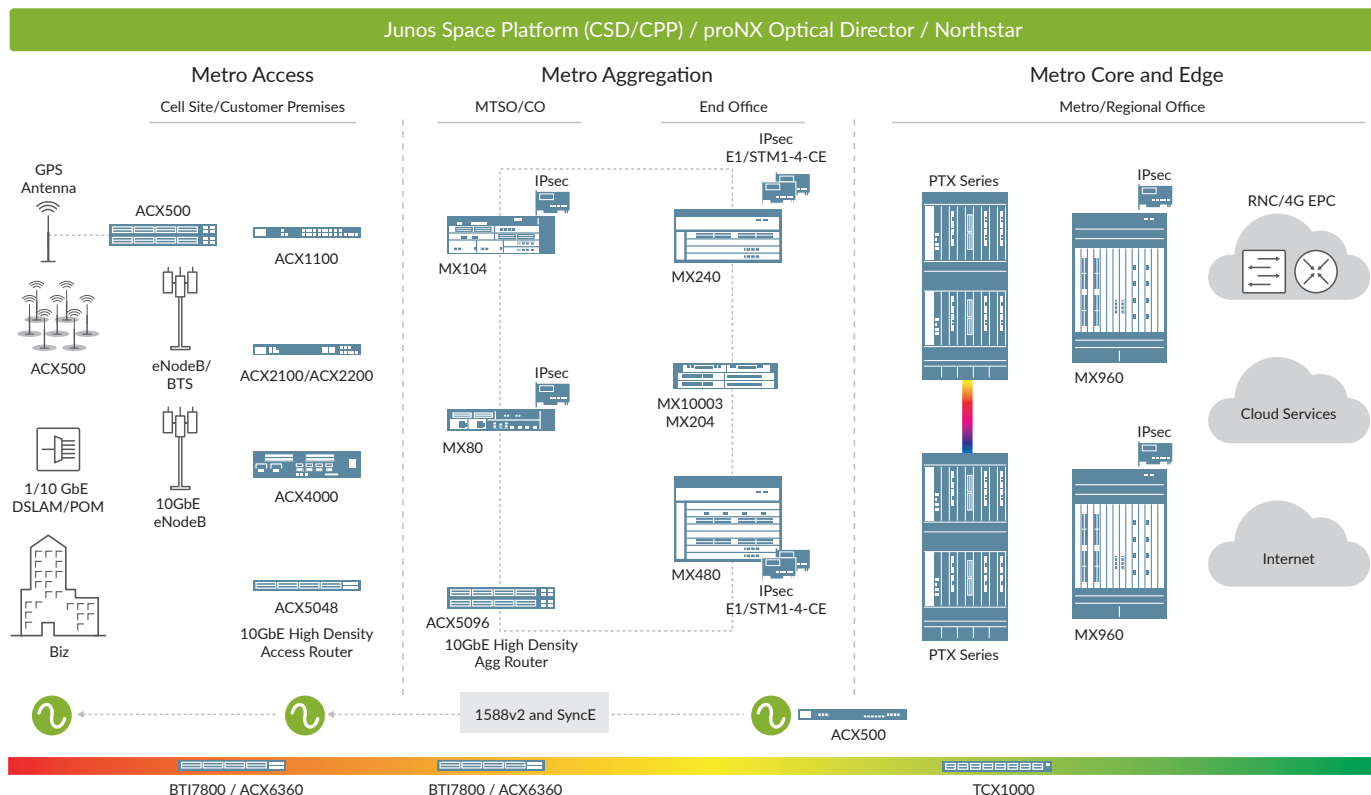 Junos Space Platform (CSD/CPP) / proNX Optical Director / Northstar
Metro Access
Cell Site/Customer Premises
GPS
Antenna
ACX500
ACX1100
ACX500
eNodeB/
BTS
ACX2100/ACX2200
1/10 GbE
DSLAM/POM
10GbE
eNodeB
ACX4000
Biz
ACX5048
10GbE High Density
Access Router
Metro Aggregation
MTSO/CO
End Office
IPsec
MX104
IPsec
E1/STM1-4-CE
MX240
IPsec
MX80
MX10003
MX204
ACX5096
10GbE High Density
Agg Router
MX480
IPsec
E1/STM1-4-CE
Metro Core and Edge
Metro/Regional Office
PTX Series
IPsec
MX960
RNC/4G EPC
Cloud Services
IPsec
MX960
PTX Series
Internet
1588v2 and SyncE
ACX500
BTI7800 / ACX6360
BTI7800 / ACX6360
TCX1000